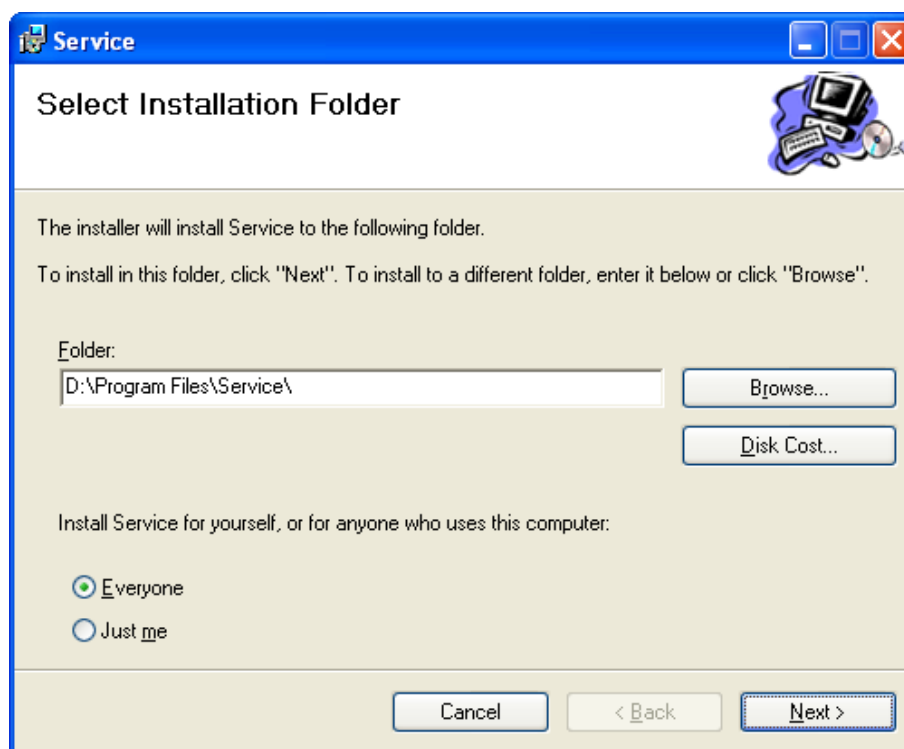 Service
Select Installation Folder
The installer will install Service to the following folder.
To install in this folder, click "Next". To install to a different folder, enter it below or click "Browse".
Folder:
D:\Program Files\Service\
Browse...
Disk Cost...
Install Service for yourself, or for anyone who uses this computer:
Everyone
Just me
Cancel
< Back
Next >